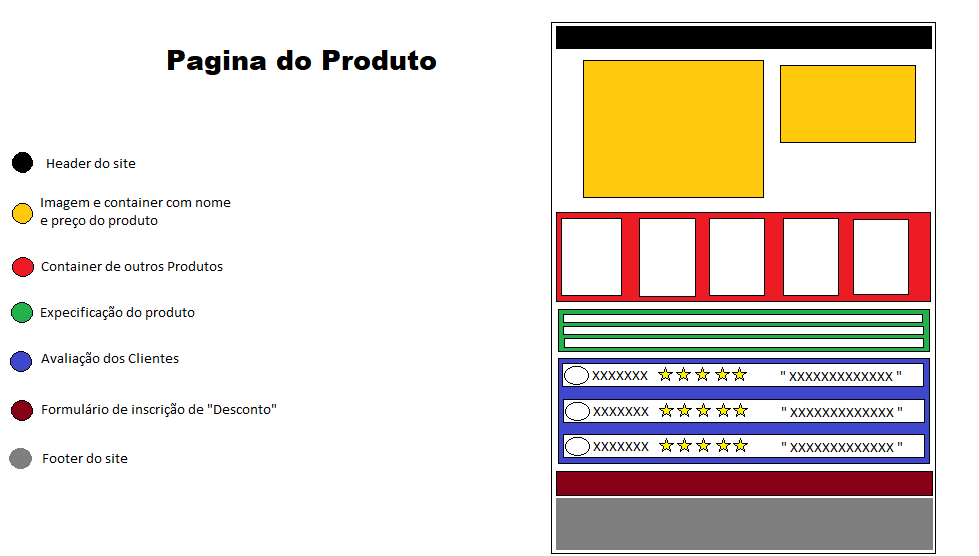 Pagina do Produto
Header do site
Imagem e container com nome
e preço do produto
Container de outros Produtos
Expecificação do produto
Avaliação dos Clientes
Formulário de inscrição de "Desconto"
Footer do site
XXXXXXX " XXXXXXXXXXXXX "
XXXXXXX " XXXXXXXXXXXXX "
XXXXXXX " XXXXXXXXXXXXX "